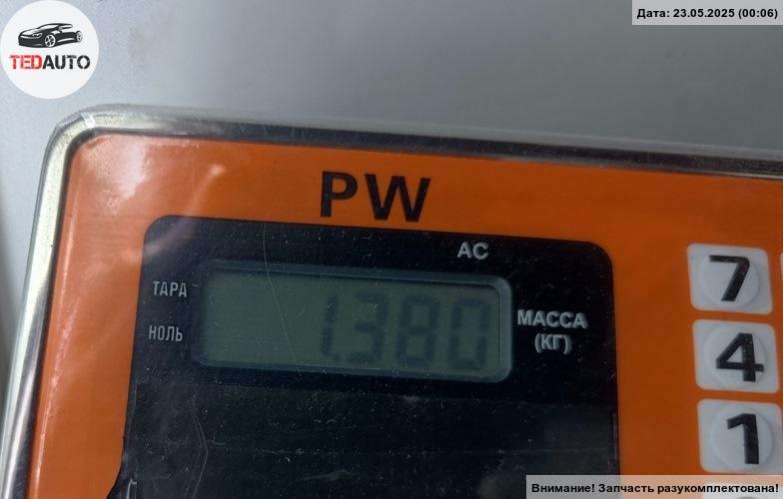 Дата: 23.05.2025 (00:06)
TEDAUTO
PW
AC
ТАРА
НОЛЬ
1.380
МАССА
(КГ)
7
4
1
Внимание! Запчасть разукомплектована!